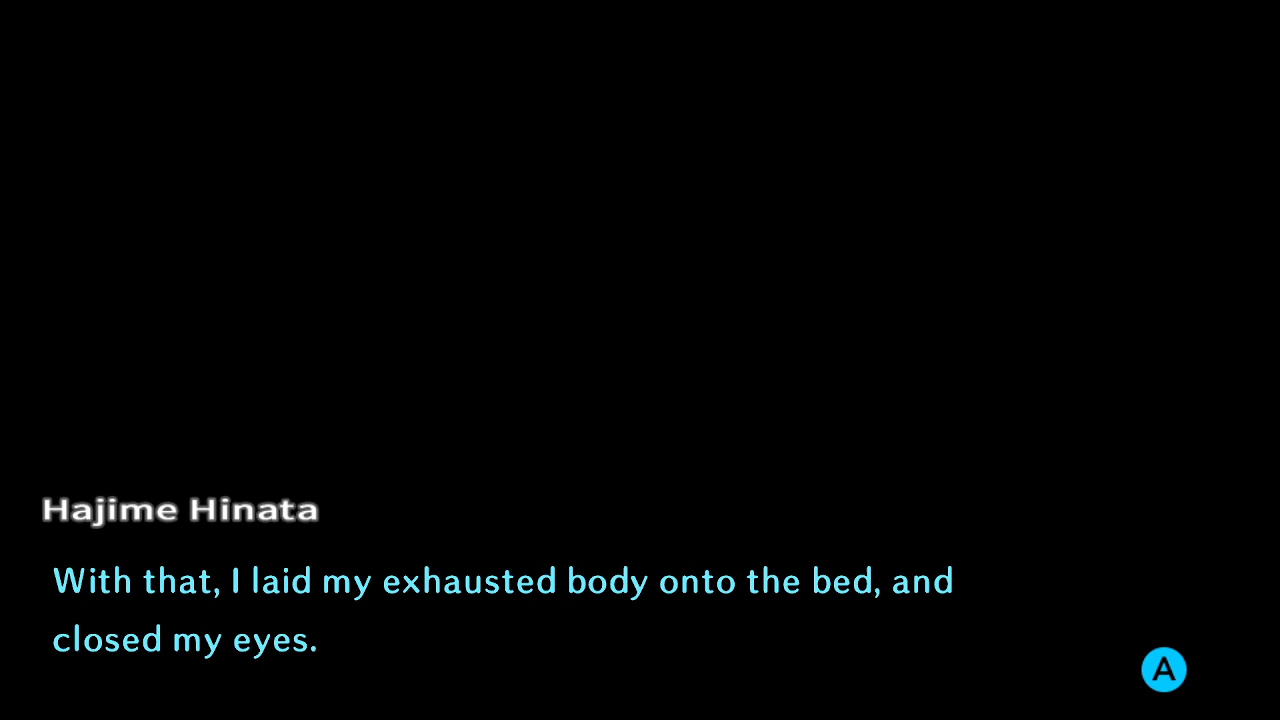 Hajime Hinata
With that, I laid my exhausted body onto the bed, and
closed my eyes.
A